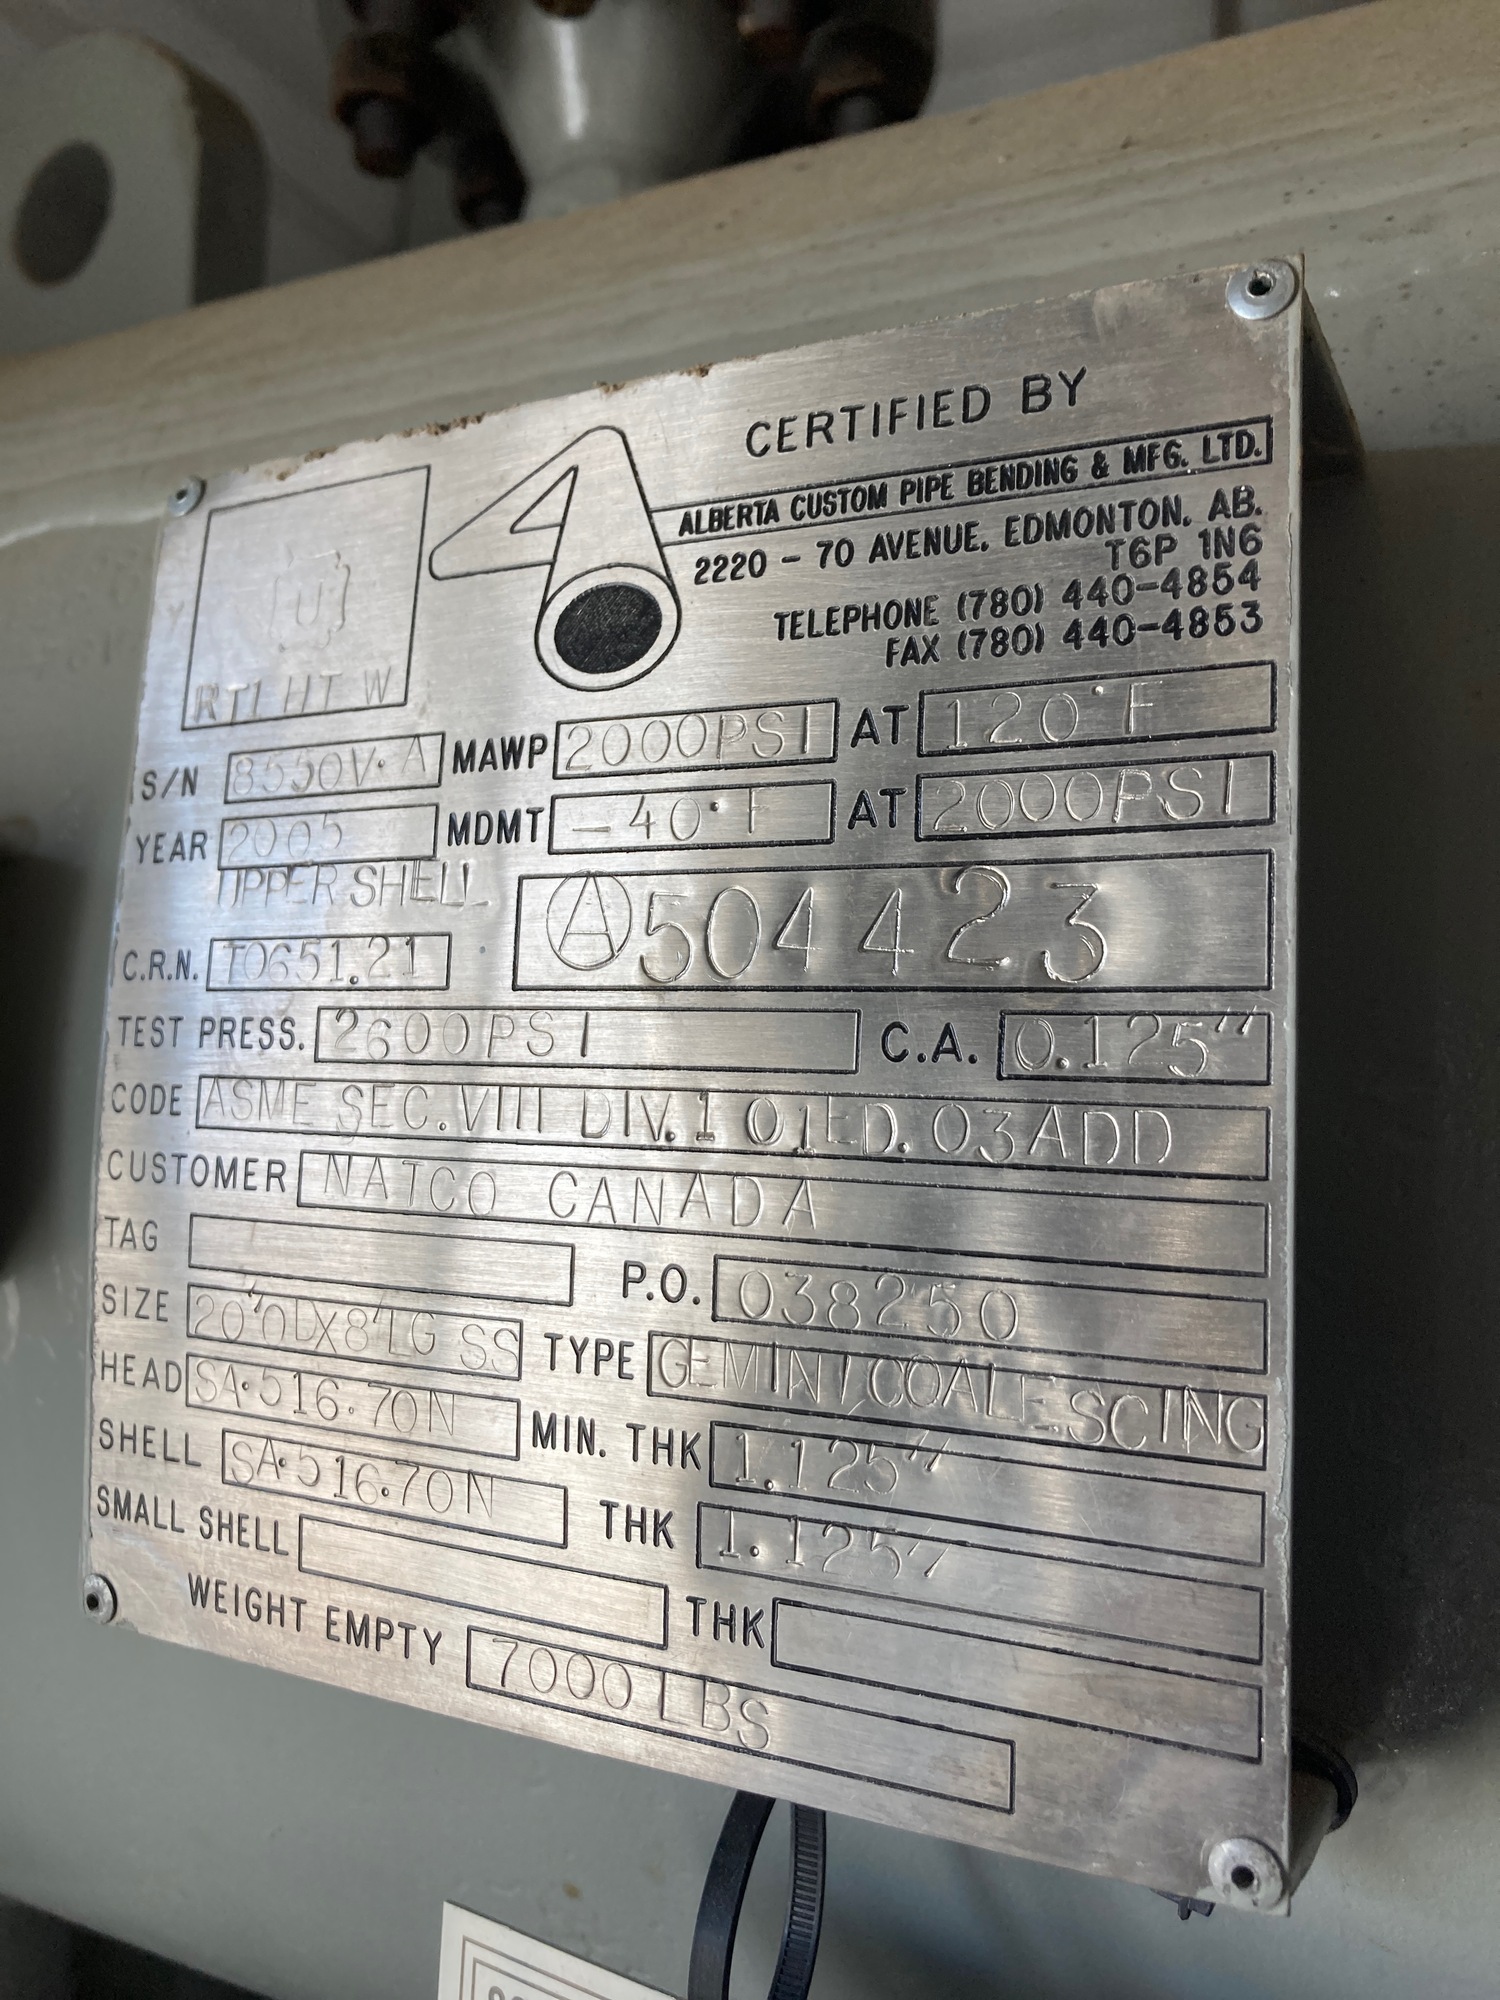 CERTIFIED BY
ALBERTA CUSTOM PIPE BENDING & MFG. LTD.
2220 - 70 AVENUE. EDMONTON. AB.
T6P 1N6
TELEPHONE (780) 440-4854
FAX (780) 440-4853
U
RT1 HT W
S/N 8550V·A MAWP 2000PSI AT 120°F
YEAR 2005 MDMT -40°F AT 2000PSI
UPPER SHELL
C.R.N. T0651.21 Ⓐ504423
TEST PRESS. 2600PSI C.A. 0.125"
CODE ASME SEC.VIII DIV.1 01ED. 03ADD
CUSTOMER NATCO CANADA
TAG P.O. 038250
SIZE 20"ODX8'LG SS TYPE GEMINI COALESCING
HEAD SA·516·70N MIN. THK 1.125"
SHELL SA·516·70N THK 1.125"
SMALL SHELL THK
WEIGHT EMPTY 7000 LBS